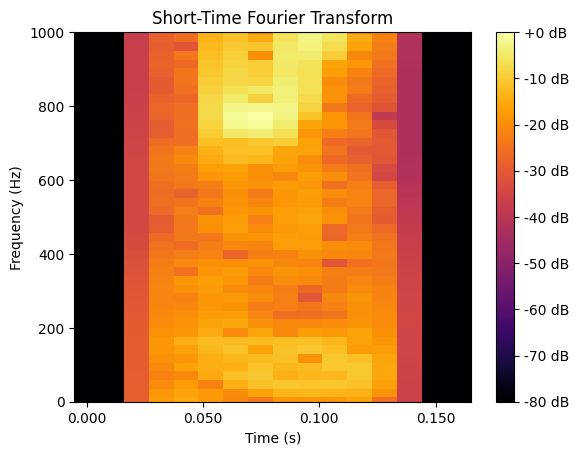 Short-Time Fourier Transform
1000
800
600
400
200
0
Frequency (Hz)
0.000
0.050
0.100
0.150
Time (s)
+0 dB
-10 dB
-20 dB
-30 dB
-40 dB
-50 dB
-60 dB
-70 dB
-80 dB